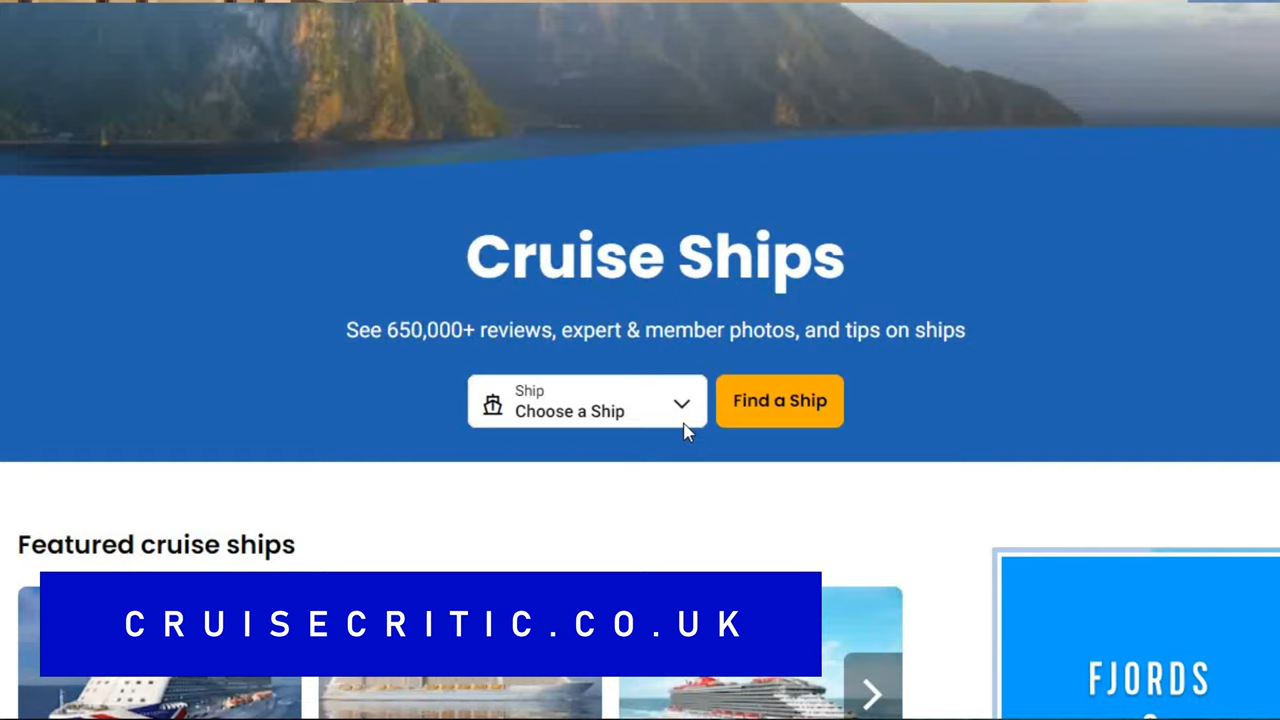 Cruise Ships
See 650,000+ reviews, expert & member photos, and tips on ships
Ship
Choose a Ship
Find a Ship
Featured cruise ships
CRUISECRITIC.CO.UK
FJORDS